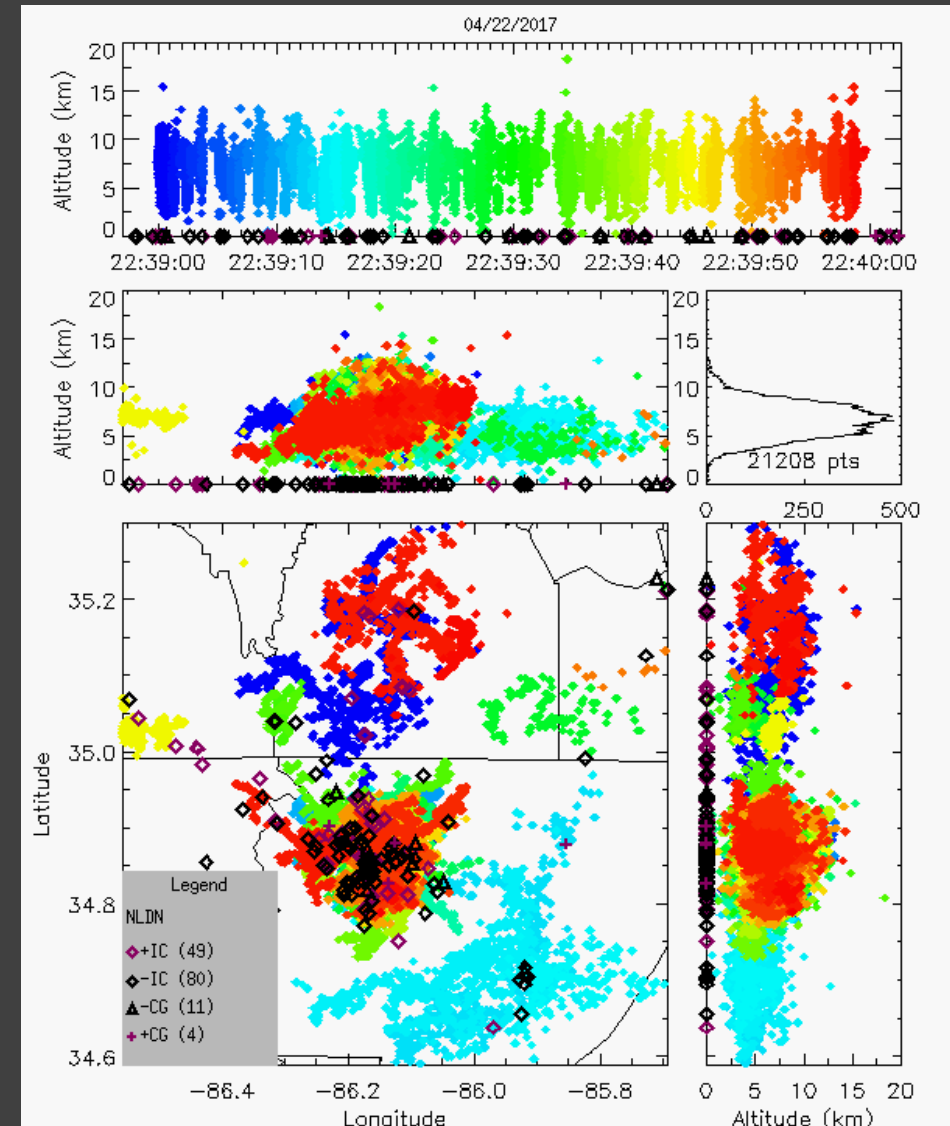 04/22/2017
20
15
10
5
0
Altitude (km)
22:39:00 22:39:10 22:39:20 22:39:30 22:39:40 22:39:50 22:40:00
20
15
10
5
0
Altitude (km)
20
15
10
5
0
21208 pts
0 250 500
35.2
35.0
34.8
34.6
Latitude
Legend
NLDN
+IC (49)
-IC (80)
-CG (11)
+CG (4)
-86.4 -86.2 -86.0 -85.8
Longitude
0 5 10 15 20
Altitude (km)